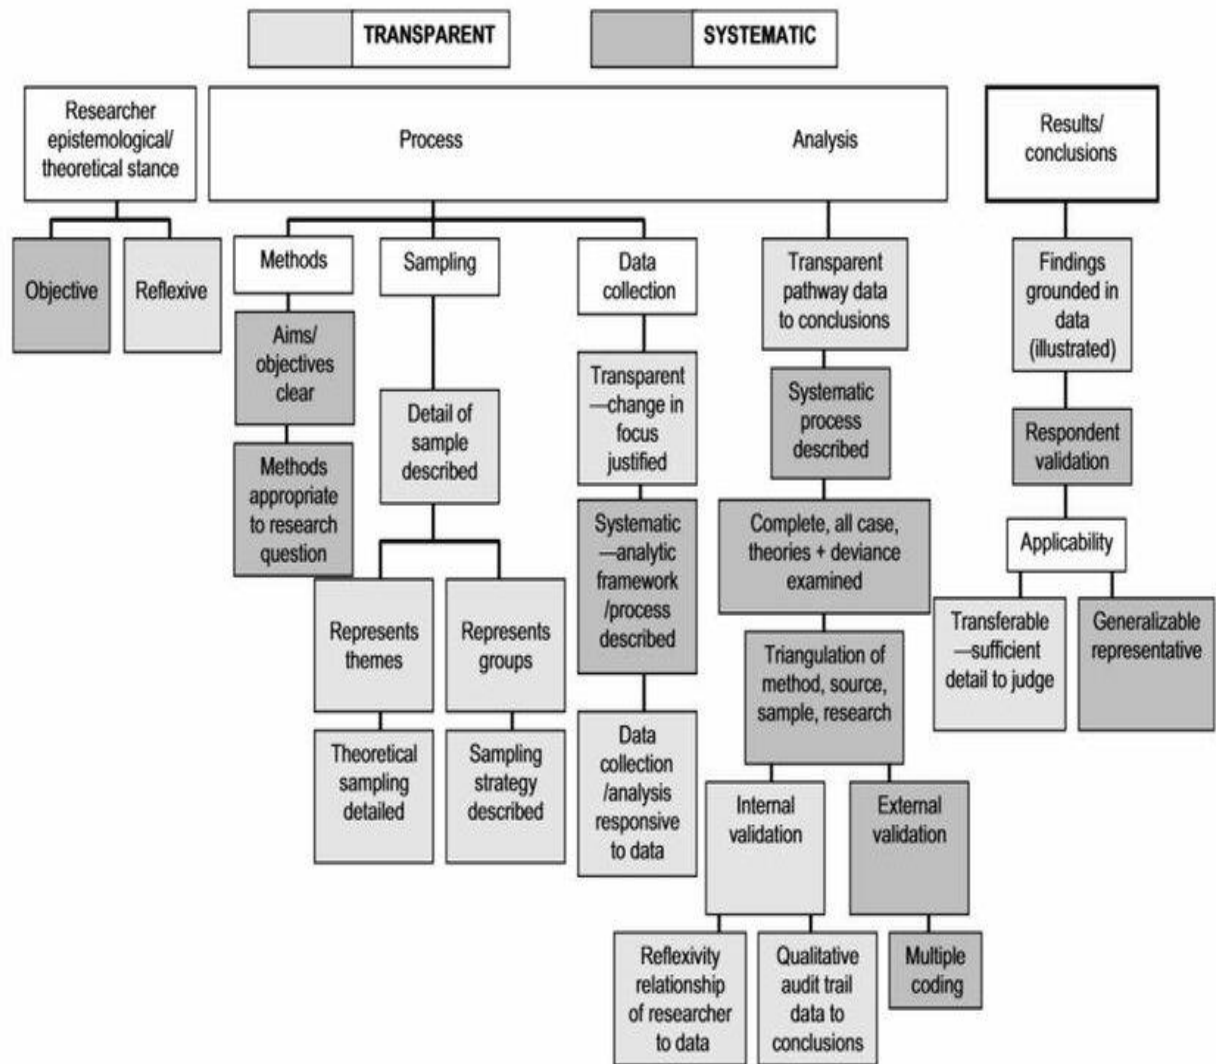 TRANSPARENT
SYSTEMATIC
Researcher
epistemological/
theoretical stance
Process
Analysis
Results/
conclusions
Objective
Reflexive
Methods
Sampling
Data
collection
Transparent
pathway data
to conclusions
Findings
grounded in
data
(illustrated)
Aims/
objectives
clear
Detail of
sample
described
Transparent
—change in
focus
justified
Systematic
process
described
Respondent
validation
Methods
appropriate
to research
question
Systematic
—analytic
framework
/process
described
Complete, all case,
theories + deviance
examined
Applicability
Represents
themes
Represents
groups
Triangulation of
method, source,
sample, research
Transferable
—sufficient
detail to judge
Generalizable
representative
Theoretical
sampling
detailed
Sampling
strategy
described
Data
collection
/analysis
responsive
to data
Internal
validation
External
validation
Reflexivity
relationship
of researcher
to data
Qualitative
audit trail
data to
conclusions
Multiple
coding